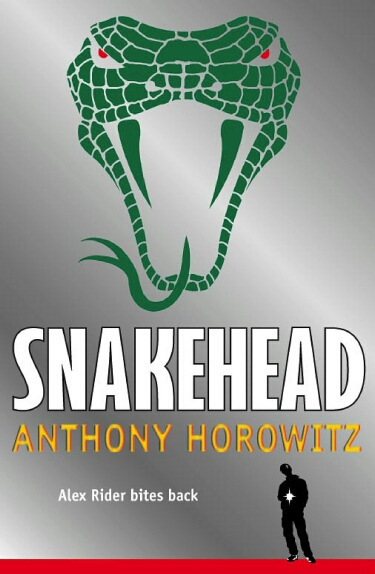 SNAKEHEAD
ANTHONY HOROWITZ
Alex Rider bites back